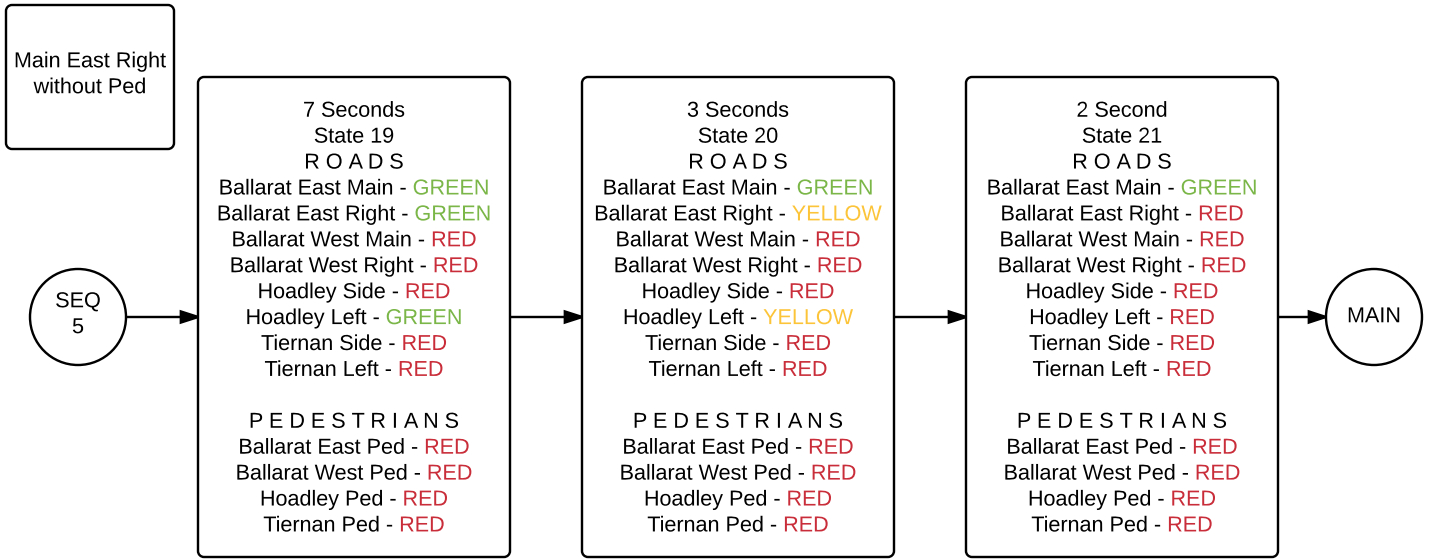 Main East Right
without Ped
SEQ
5
7 Seconds
State 19
R O A D S
Ballarat East Main - GREEN
Ballarat East Right - GREEN
Ballarat West Main - RED
Ballarat West Right - RED
Hoadley Side - RED
Hoadley Left - GREEN
Tiernan Side - RED
Tiernan Left - RED
P E D E S T R I A N S
Ballarat East Ped - RED
Ballarat West Ped - RED
Hoadley Ped - RED
Tiernan Ped - RED
3 Seconds
State 20
R O A D S
Ballarat East Main - GREEN
Ballarat East Right - YELLOW
Ballarat West Main - RED
Ballarat West Right - RED
Hoadley Side - RED
Hoadley Left - YELLOW
Tiernan Side - RED
Tiernan Left - RED
P E D E S T R I A N S
Ballarat East Ped - RED
Ballarat West Ped - RED
Hoadley Ped - RED
Tiernan Ped - RED
2 Second
State 21
R O A D S
Ballarat East Main - GREEN
Ballarat East Right - RED
Ballarat West Main - RED
Ballarat West Right - RED
Hoadley Side - RED
Hoadley Left - RED
Tiernan Side - RED
Tiernan Left - RED
P E D E S T R I A N S
Ballarat East Ped - RED
Ballarat West Ped - RED
Hoadley Ped - RED
Tiernan Ped - RED
MAIN